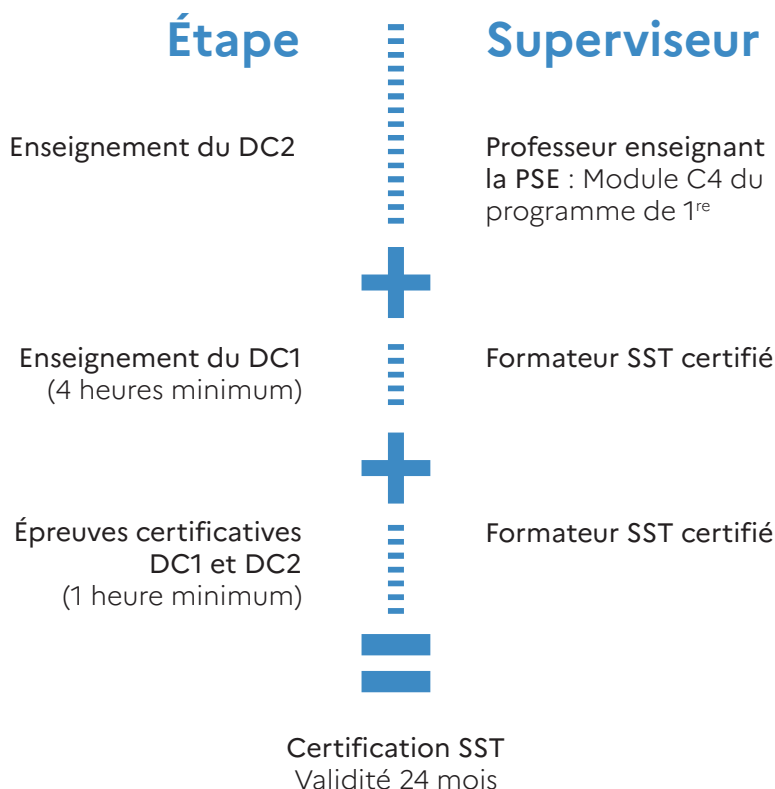 Étape
Superviseur
Enseignement du DC2
Professeur enseignant
la PSE : Module C4 du
programme de 1re
+
Enseignement du DC1
(4 heures minimum)
Formateur SST certifié
+
Épreuves certificatives
DC1 et DC2
(1 heure minimum)
Formateur SST certifié
=
Certification SST
Validité 24 mois